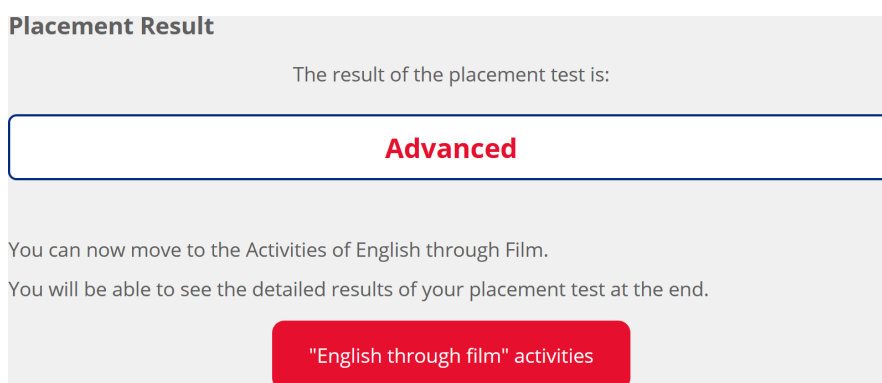 Placement Result
The result of the placement test is:
Advanced
You can now move to the Activities of English through Film.
You will be able to see the detailed results of your placement test at the end.
"English through film" activities